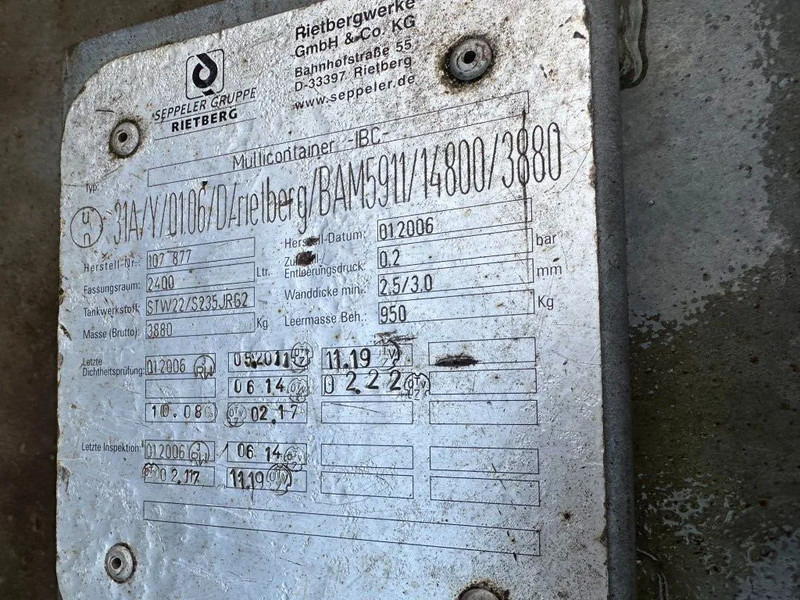 SEPPELER GRUPPE
RIETBERG
Rietbergwerke
GmbH & Co. KG
Bahnhofstraße 55
D-33397 Rietberg
www.seppeler.de
Typ:
Multicontainer -IBC-
u n 31A/Y/01.06/D/rietberg/BAM5911/14800/3880
Herstell-Nr.: 107 877
Herstell-Datum: 012006
Fassungsraum: 2400 Ltr.
Entleerungsdruck: 0.2 bar
Tankwerkstoff: STW22/S235JRG2
Wanddicke min.: 2,5/3.0 mm
Masse (Brutto): 3880 Kg
Leermasse Beh.: 950 Kg
Letzte
Dichtheitsprüfung: 012006 05.2011 11.19
06 14 0222
10.08 02.17
Letzte Inspektion: 012006 06 14
02.17 11.19